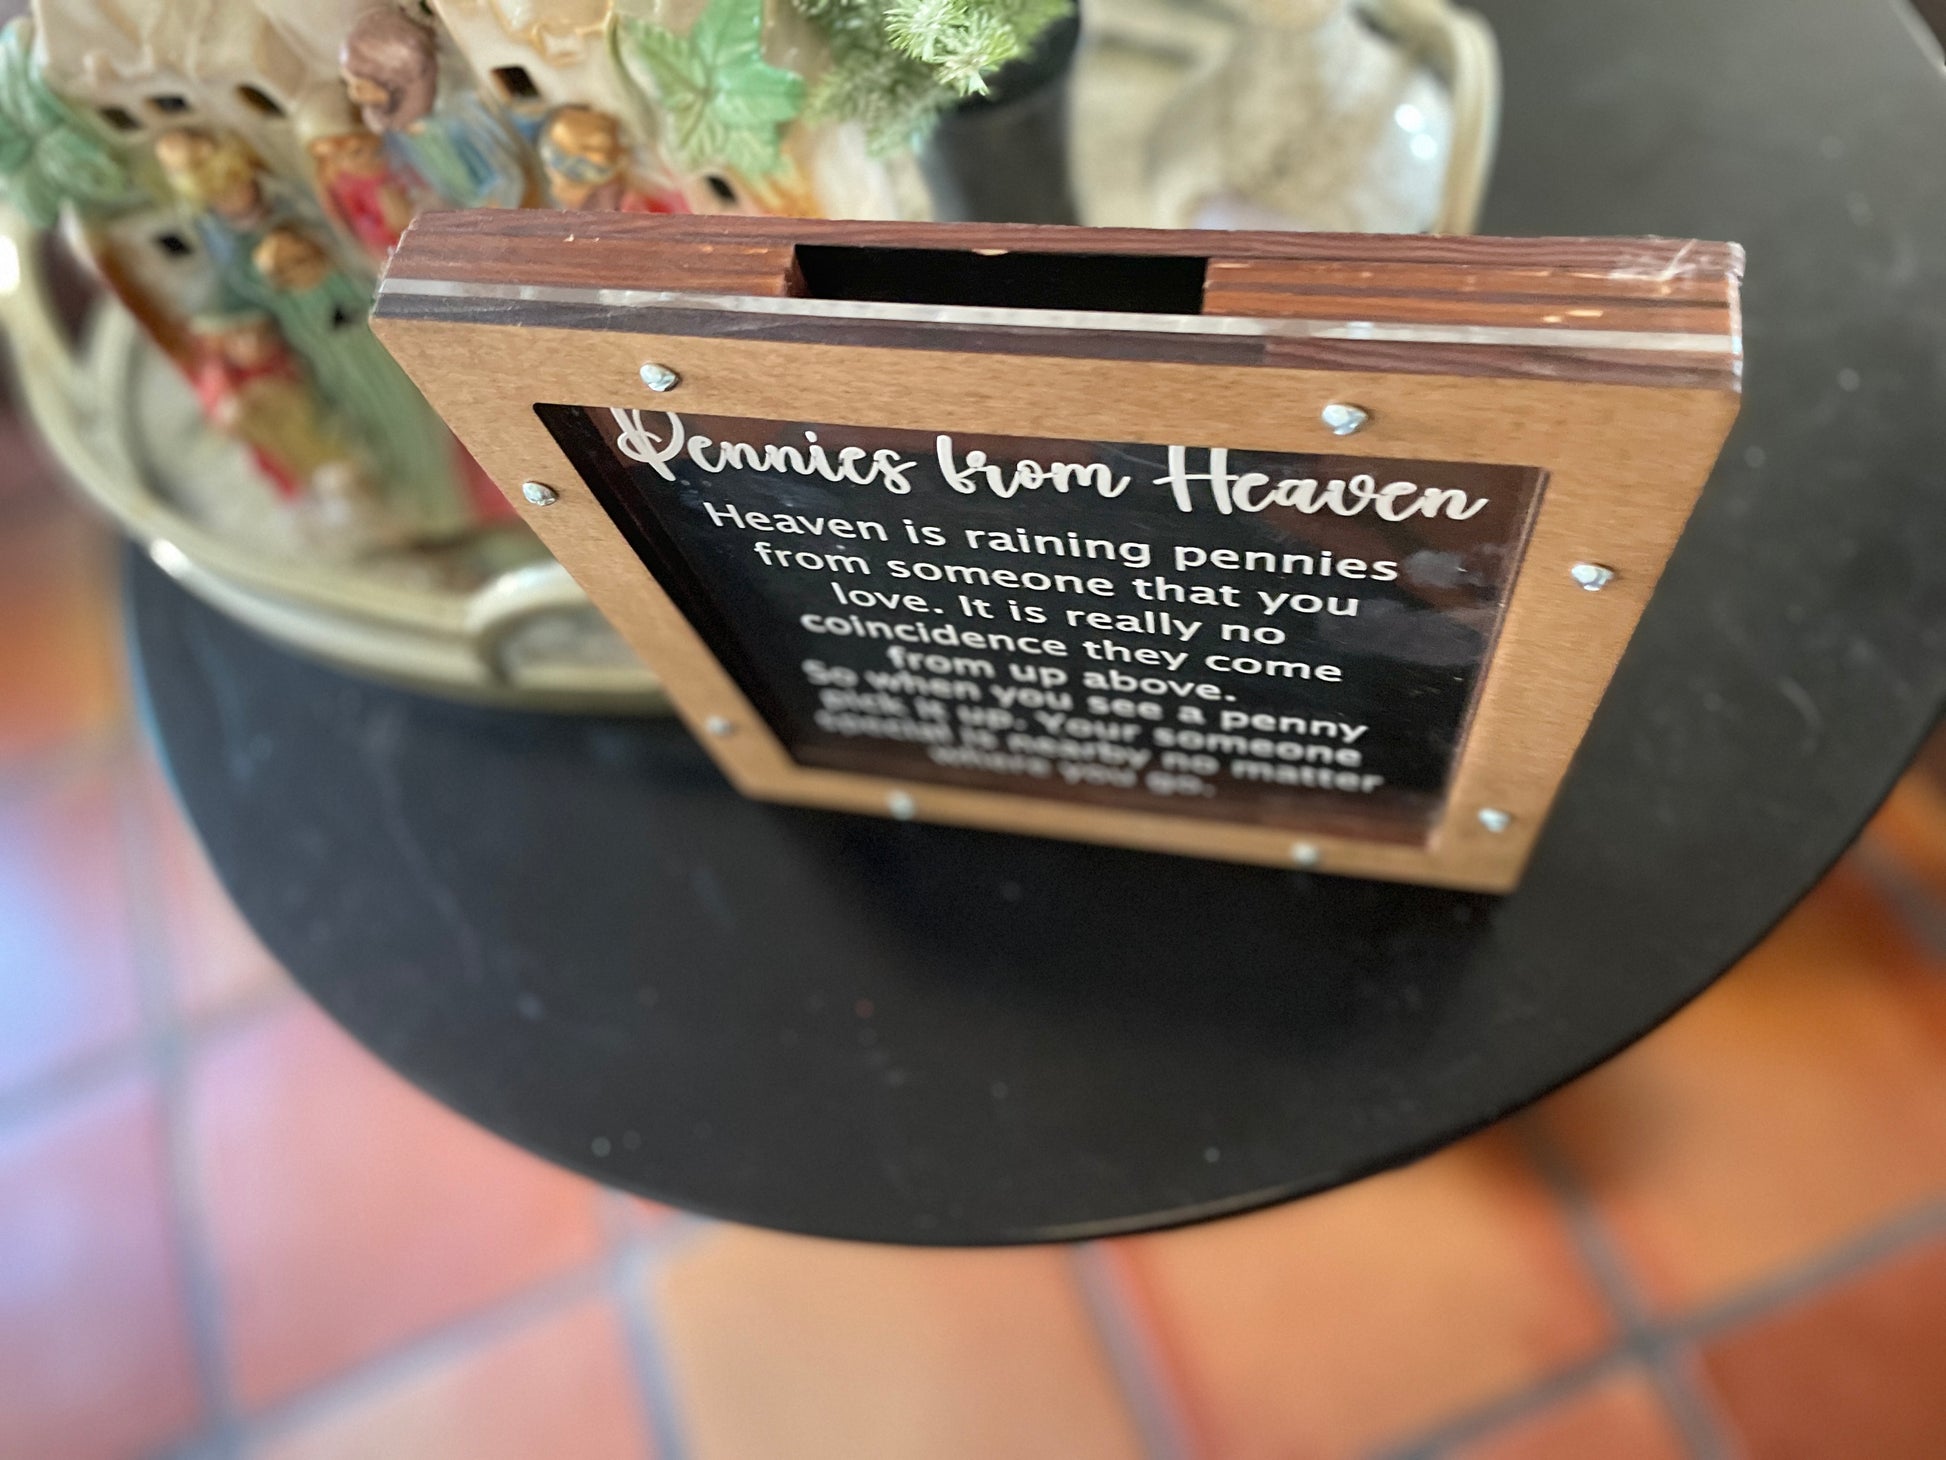 Pennies from Heaven
Heaven is raining pennies
from someone that you
love. It is really no
coincidence they come
from up above.
So when you see a penny
pick it up. Your someone
special is nearby no matter
where you go.